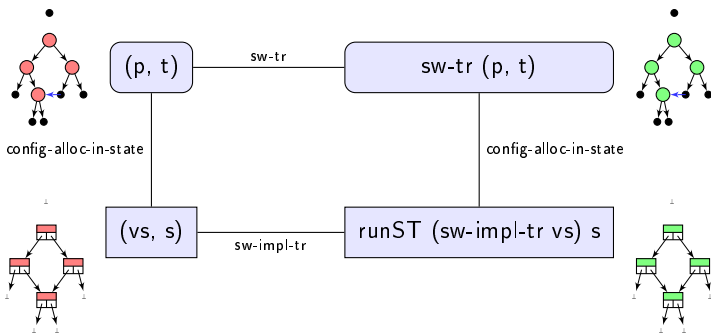 (p, t)
sw-tr
sw-tr (p, t)
config-alloc-in-state
config-alloc-in-state
⊥
⊥
(vs, s)
sw-impl-tr
runST (sw-impl-tr vs) s
⊥
⊥
⊥
⊥
⊥
⊥
⊥
⊥